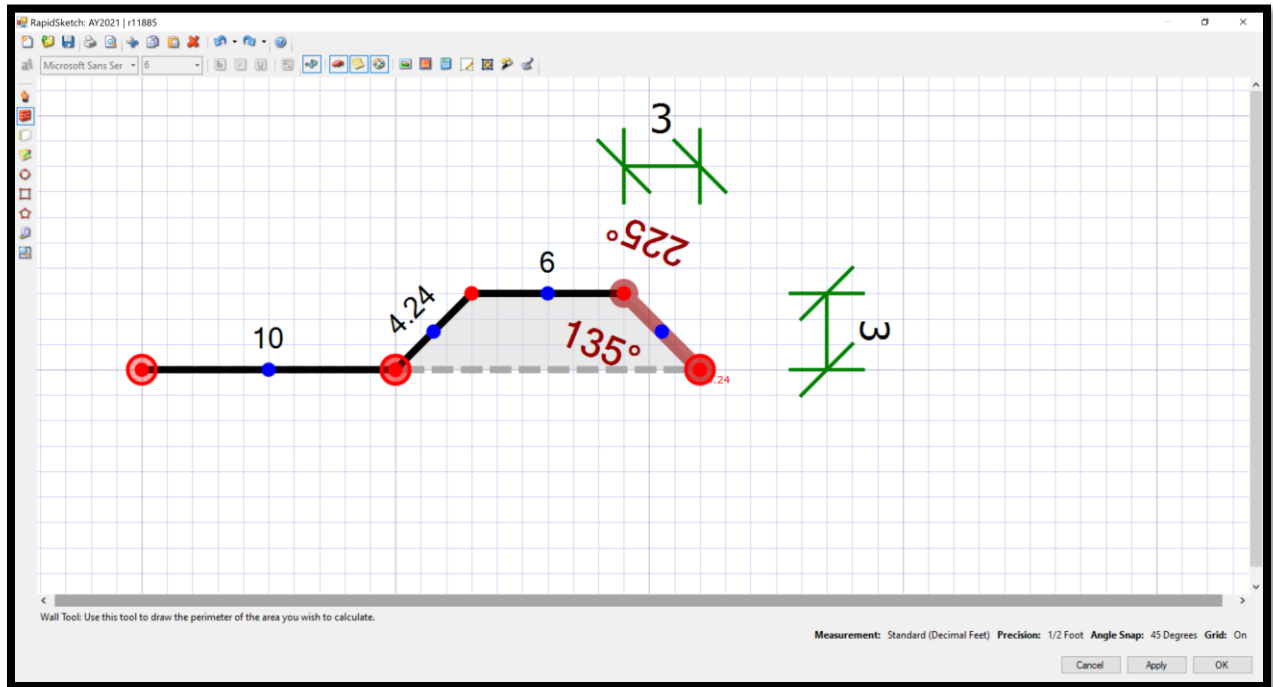 RapidSketch: AY2021 | r11885
Microsoft Sans Ser 6
3
225°
6
4.24
135°
10
3
Wall Tool: Use this tool to draw the perimeter of the area you wish to calculate.
Measurement: Standard (Decimal Feet) Precision: 1/2 Foot Angle Snap: 45 Degrees Grid: On
Cancel Apply OK